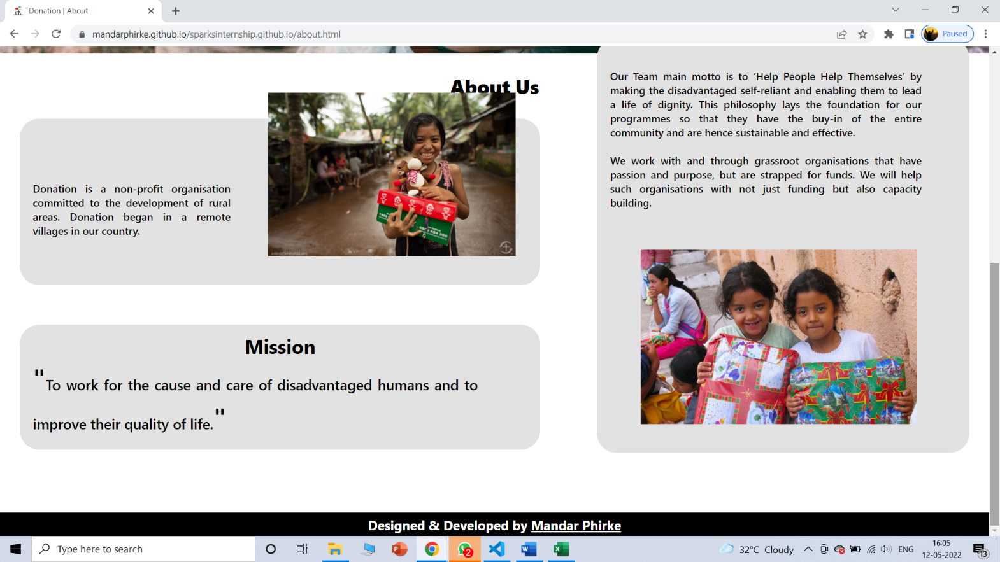 Donation | About
mandarphirke.github.io/sparksinternship.github.io/about.html
Paused
About Us
Donation is a non-profit organisation
committed to the development of rural
areas. Donation began in a remote
villages in our country.
Mission
"To work for the cause and care of disadvantaged humans and to
improve their quality of life."
Our Team main motto is to ‘Help People Help Themselves’ by
making the disadvantaged self-reliant and enabling them to lead
a life of dignity. This philosophy lays the foundation for our
programmes so that they have the buy-in of the entire
community and are hence sustainable and effective.
We work with and through grassroot organisations that have
passion and purpose, but are strapped for funds. We will help
such organisations with not just funding but also capacity
building.
Designed & Developed by Mandar Phirke
Type here to search
2
32°C Cloudy
ENG
16:05
12-05-2022
13